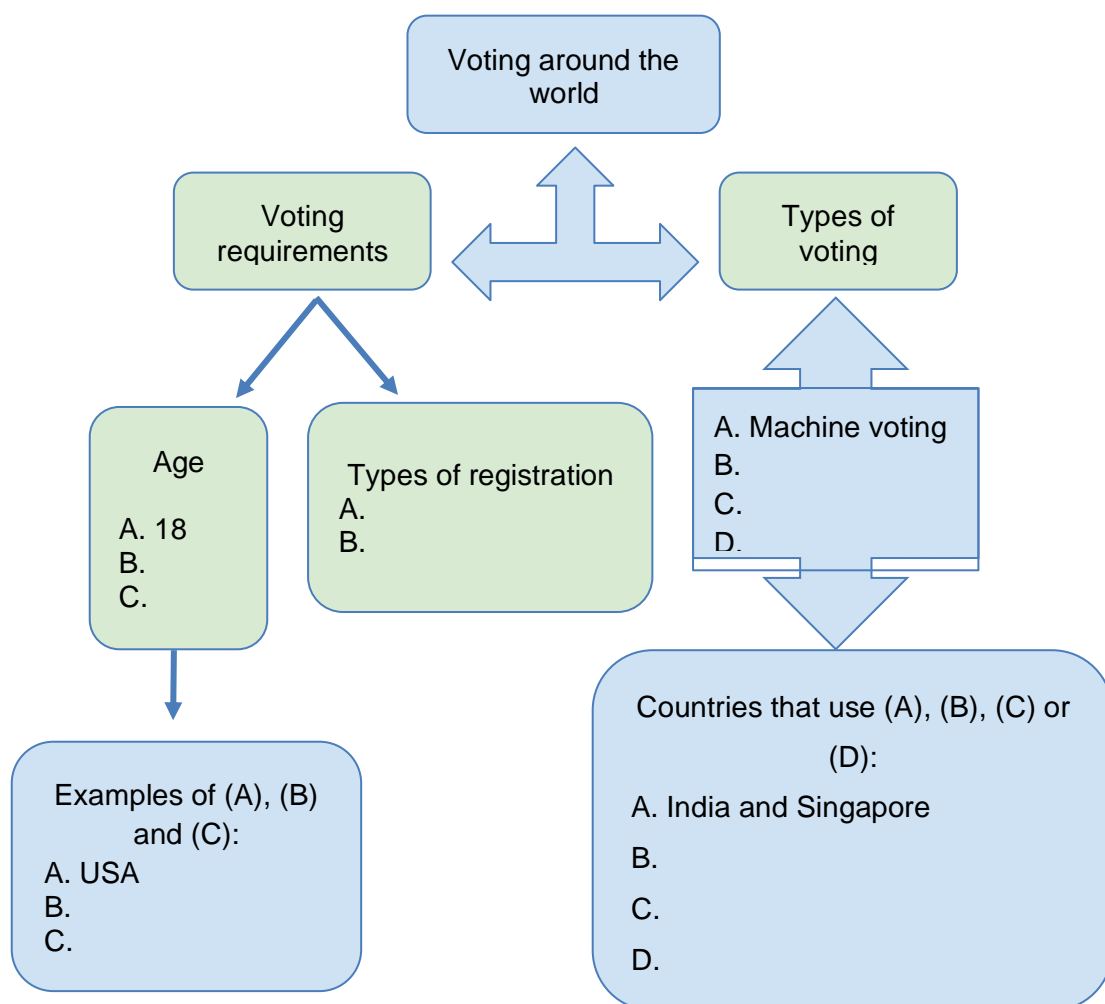 Voting around the
world
Voting
requirements
Types of
voting
Age
A. 18
B.
C.
Types of registration
A.
B.
A. Machine voting
B.
C.
D.
Examples of (A), (B)
and (C):
A. USA
B.
C.
Countries that use (A), (B), (C) or
(D):
A. India and Singapore
B.
C.
D.